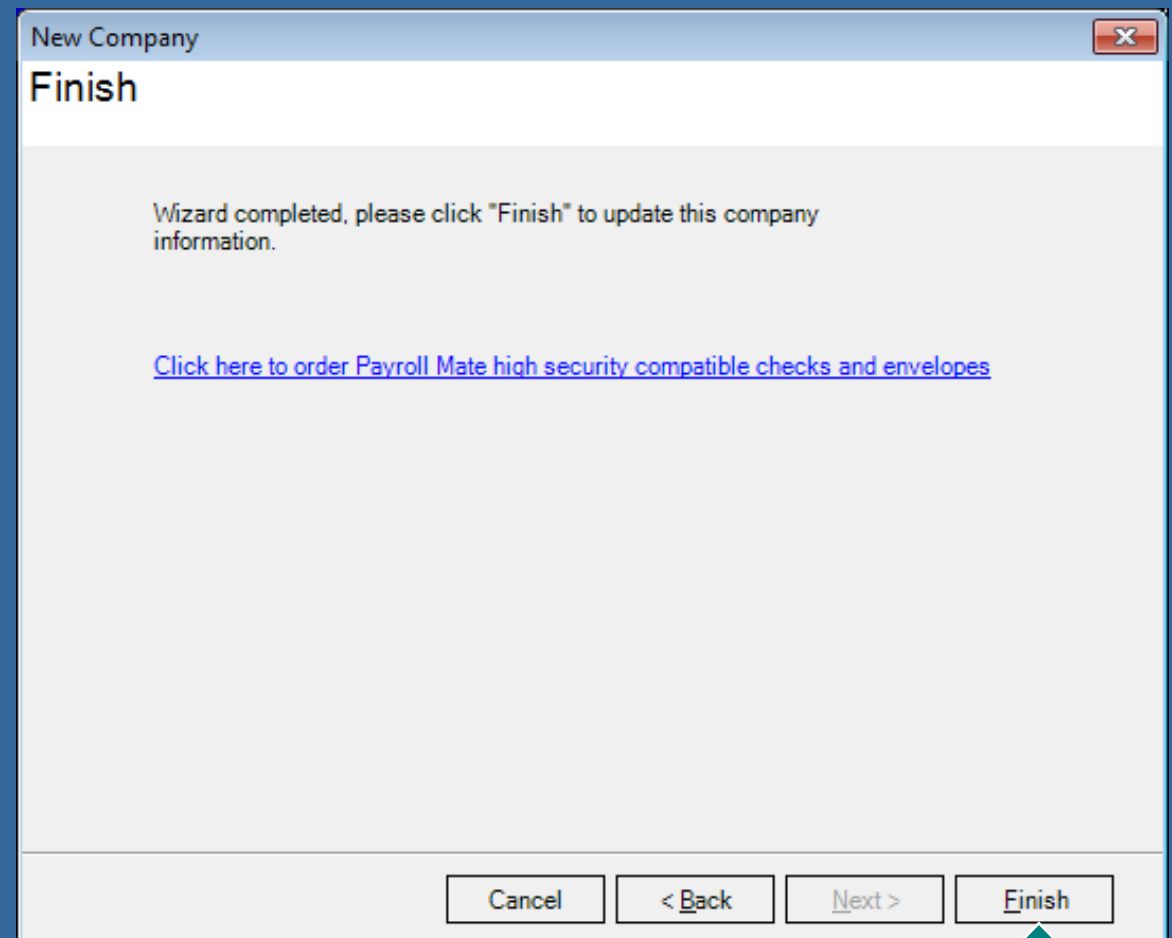 New Company
Finish
Wizard completed, please click "Finish" to update this company
information.
Click here to order Payroll Mate high security compatible checks and envelopes
Cancel
< Back
Next >
Finish